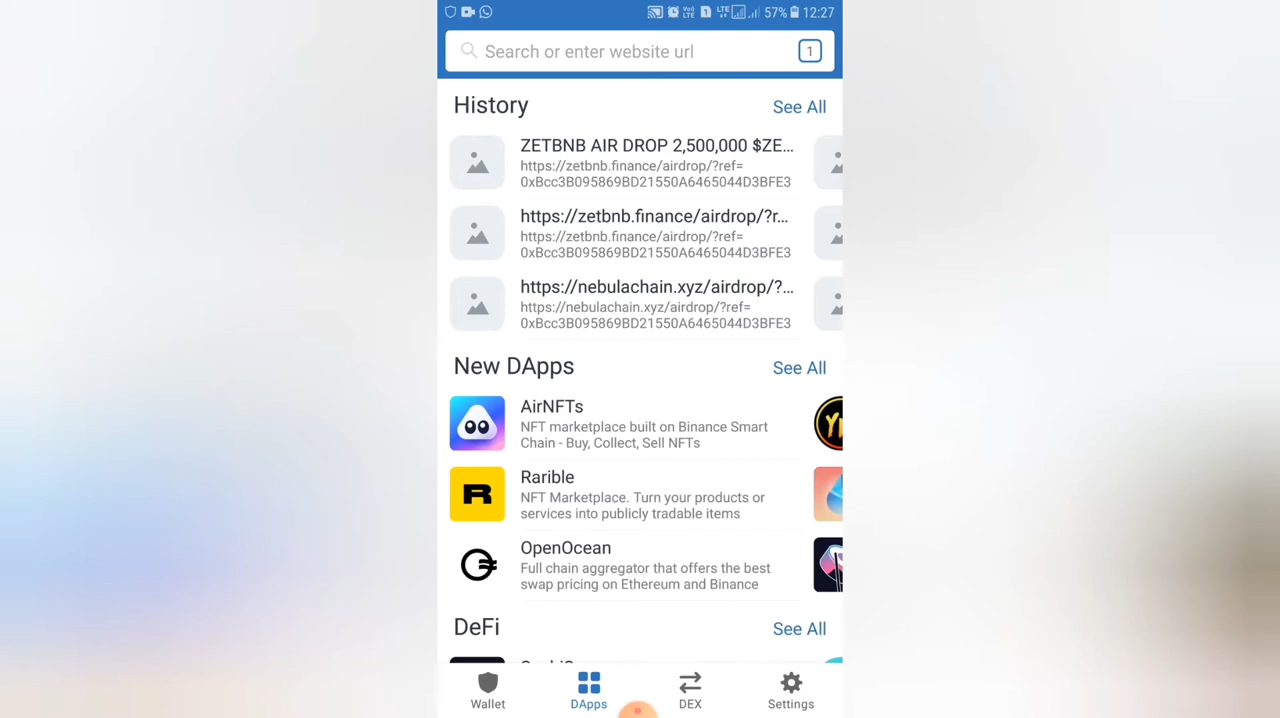 57% 12:27
Search or enter website url
1
History
See All
ZETBNB AIR DROP 2,500,000 $ZE...
https://zetbnb.finance/airdrop/?ref=
0xBcc3B095869BD21550A6465044D3BFE3
https://zetbnb.finance/airdrop/?r...
https://zetbnb.finance/airdrop/?ref=
0xBcc3B095869BD21550A6465044D3BFE3
https://nebulachain.xyz/airdrop/?...
https://nebulachain.xyz/airdrop/?ref=
0xBcc3B095869BD21550A6465044D3BFE3
New DApps
See All
AirNFTs
NFT marketplace built on Binance Smart
Chain - Buy, Collect, Sell NFTs
Rarible
NFT Marketplace. Turn your products or
services into publicly tradable items
R
OpenOcean
Full chain aggregator that offers the best
swap pricing on Ethereum and Binance
DeFi
See All
Wallet
DApps
DEX
Settings